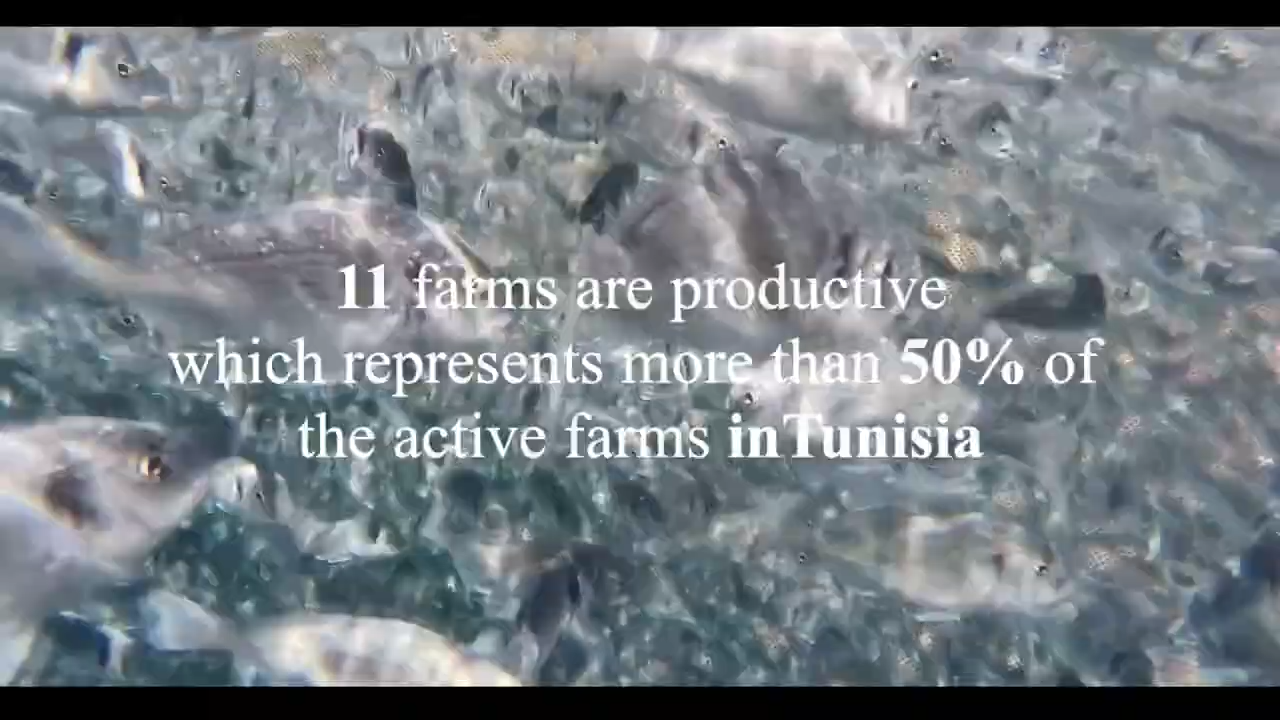 11 farms are productive
which represents more than 50% of
the active farms inTunisia